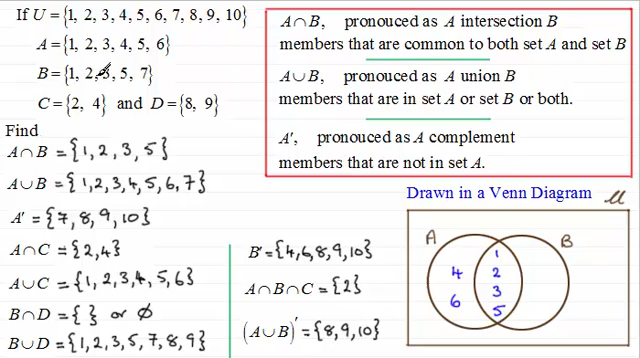 If U = {1, 2, 3, 4, 5, 6, 7, 8, 9, 10}
A = {1, 2, 3, 4, 5, 6}
B = {1, 2, 3, 5, 7}
C = {2, 4} and D = {8, 9}
Find
A∩B = {1, 2, 3, 5}
A∪B = {1, 2, 3, 4, 5, 6, 7}
A′ = {7, 8, 9, 10}
A∩C = {2, 4}
A∪C = {1, 2, 3, 4, 5, 6}
B∩D = { } or ∅
B∪D = {1, 2, 3, 5, 7, 8, 9}
B′ = {4, 6, 8, 9, 10}
A∩B∩C = {2}
(A∪B)′ = {8, 9, 10}
A∩B, pronouced as A intersection B
members that are common to both set A and set B
A∪B, pronouced as A union B
members that are in set A or set B or both.
A′, pronouced as A complement
members that are not in set A.
Drawn in a Venn Diagram
U
A
B
1
4 2
3
6 5